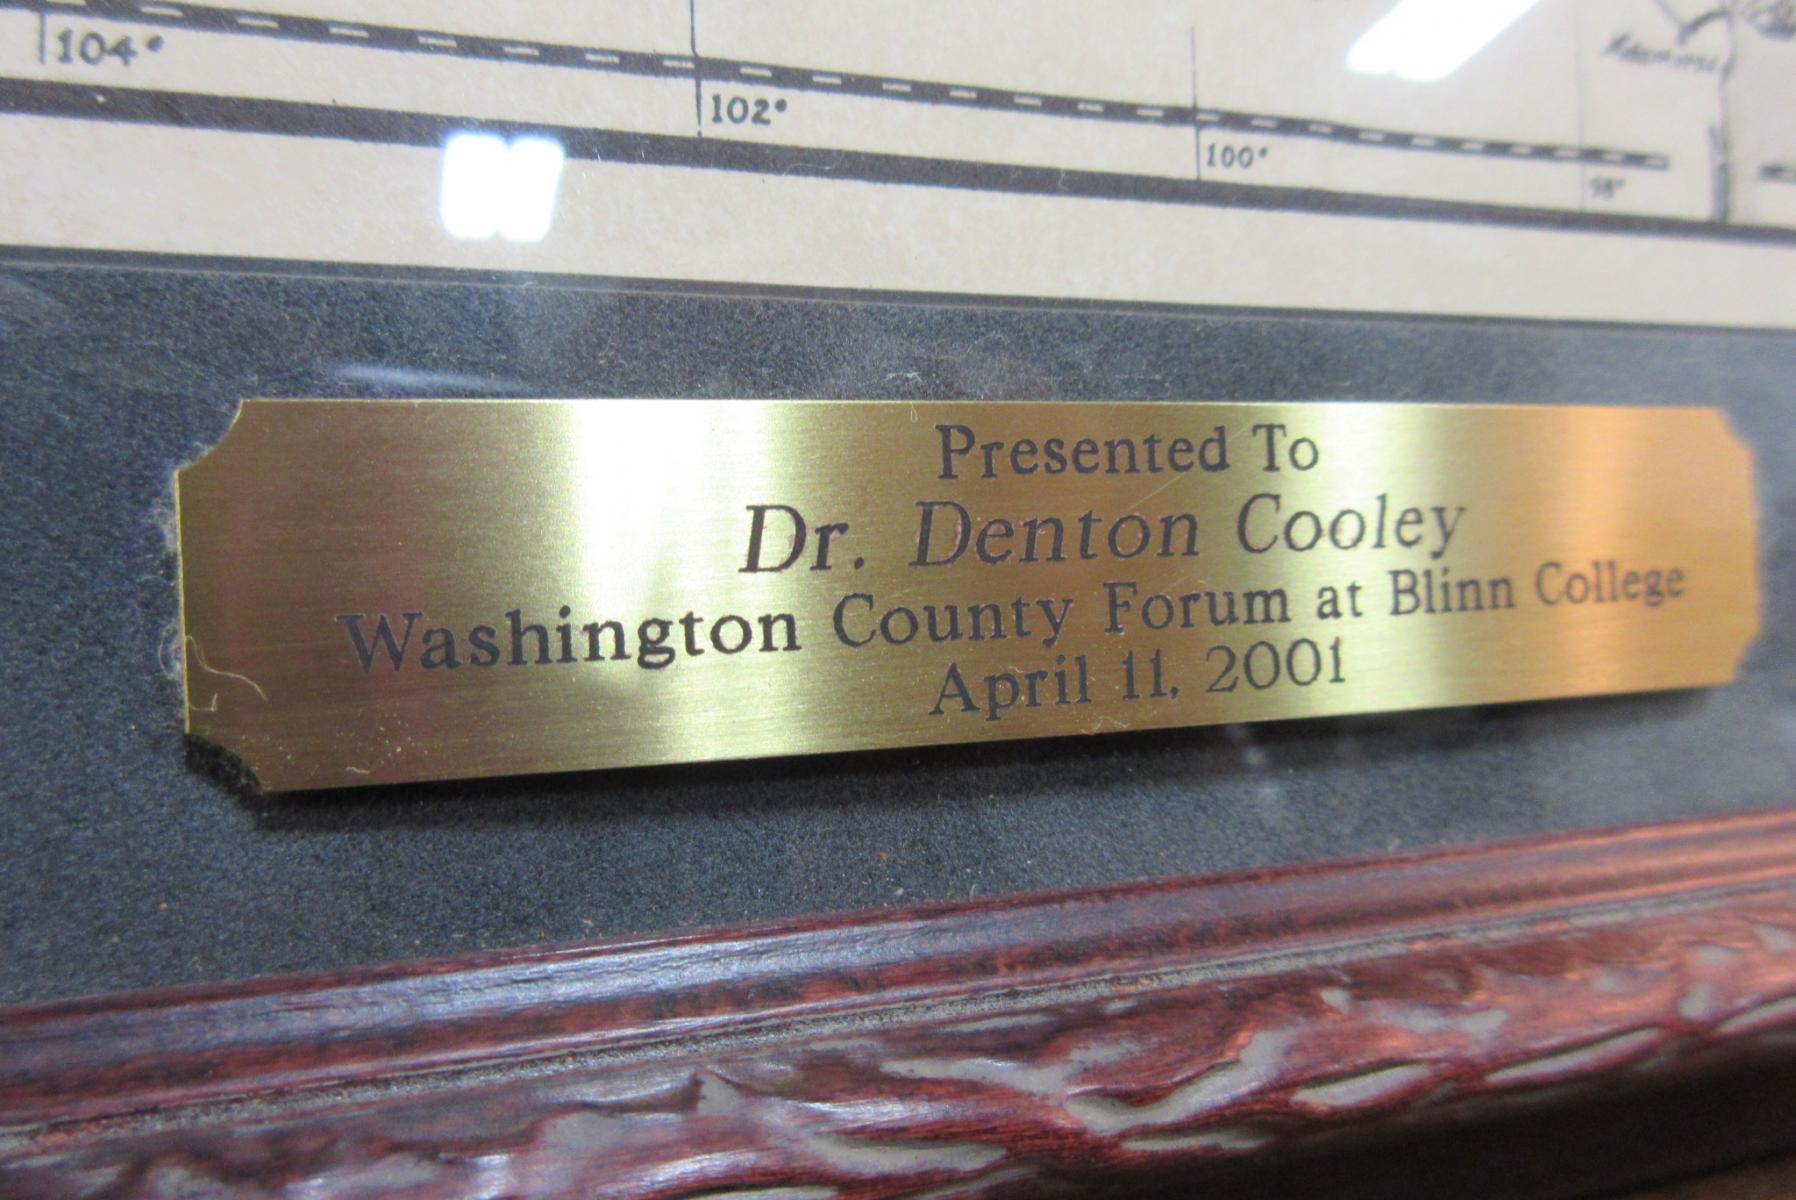 104°
102°
100°
98°
Presented To
Dr. Denton Cooley
Washington County Forum at Blinn College
April 11, 2001